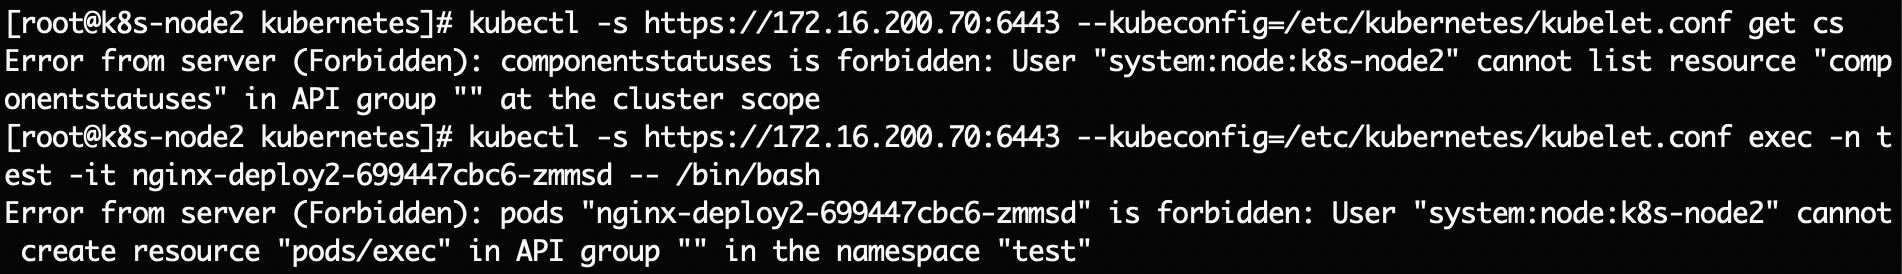 [root@k8s-node2 kubernetes]# kubectl -s https://172.16.200.70:6443 --kubeconfig=/etc/kubernetes/kubelet.conf get cs
Error from server (Forbidden): componentstatuses is forbidden: User "system:node:k8s-node2" cannot list resource "comp
onentstatuses" in API group "" at the cluster scope
[root@k8s-node2 kubernetes]# kubectl -s https://172.16.200.70:6443 --kubeconfig=/etc/kubernetes/kubelet.conf exec -n t
est -it nginx-deploy2-699447cbc6-zmmsd -- /bin/bash
Error from server (Forbidden): pods "nginx-deploy2-699447cbc6-zmmsd" is forbidden: User "system:node:k8s-node2" cannot
 create resource "pods/exec" in API group "" in the namespace "test"